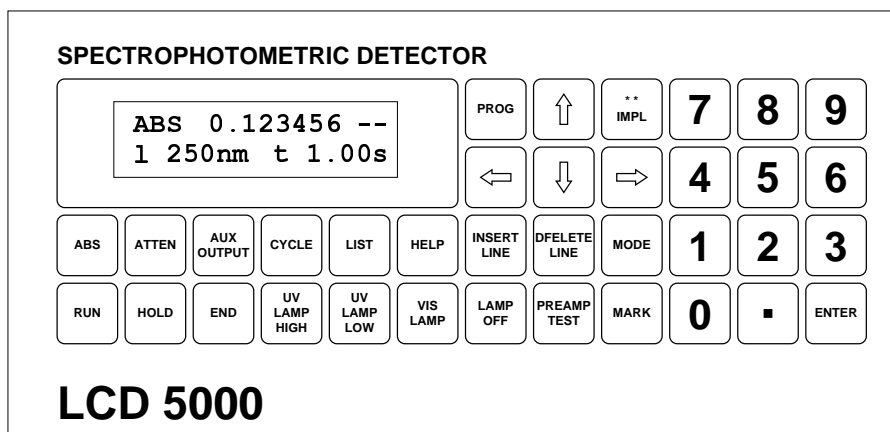 SPECTROPHOTOMETRIC DETECTOR
ABS 0.123456 --
l 250nm t 1.00s
PROG
* *
IMPL
7
8
9
4
5
6
ABS
ATTEN
AUX
OUTPUT
CYCLE
LIST
HELP
INSERT
LINE
DFELETE
LINE
MODE
1
2
3
RUN
HOLD
END
UV
LAMP
HIGH
UV
LAMP
LOW
VIS
LAMP
LAMP
OFF
PREAMP
TEST
MARK
0
.
ENTER
LCD 5000